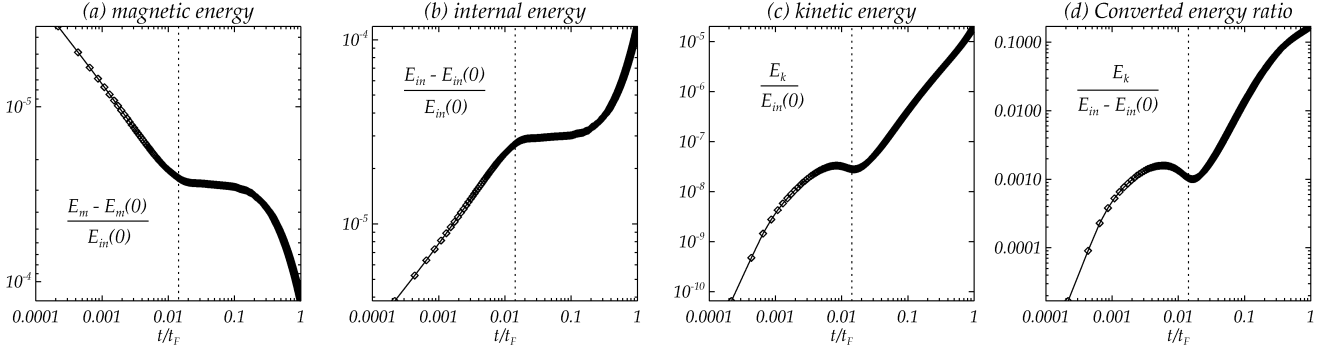 (a) magnetic energy
10⁻⁵
10⁻⁴
E_m - E_m(0)
E_in(0)
0.0001 0.001 0.01 0.1 1
t/t_F
(b) internal energy
10⁻⁴
10⁻⁵
E_in - E_in(0)
E_in(0)
0.0001 0.001 0.01 0.1 1
t/t_F
(c) kinetic energy
10⁻⁵
10⁻⁶
10⁻⁷
10⁻⁸
10⁻⁹
10⁻¹⁰
E_k
E_in(0)
0.0001 0.001 0.01 0.1 1
t/t_F
(d) Converted energy ratio
0.1000
0.0100
0.0010
0.0001
E_k
E_in - E_in(0)
0.0001 0.001 0.01 0.1 1
t/t_F